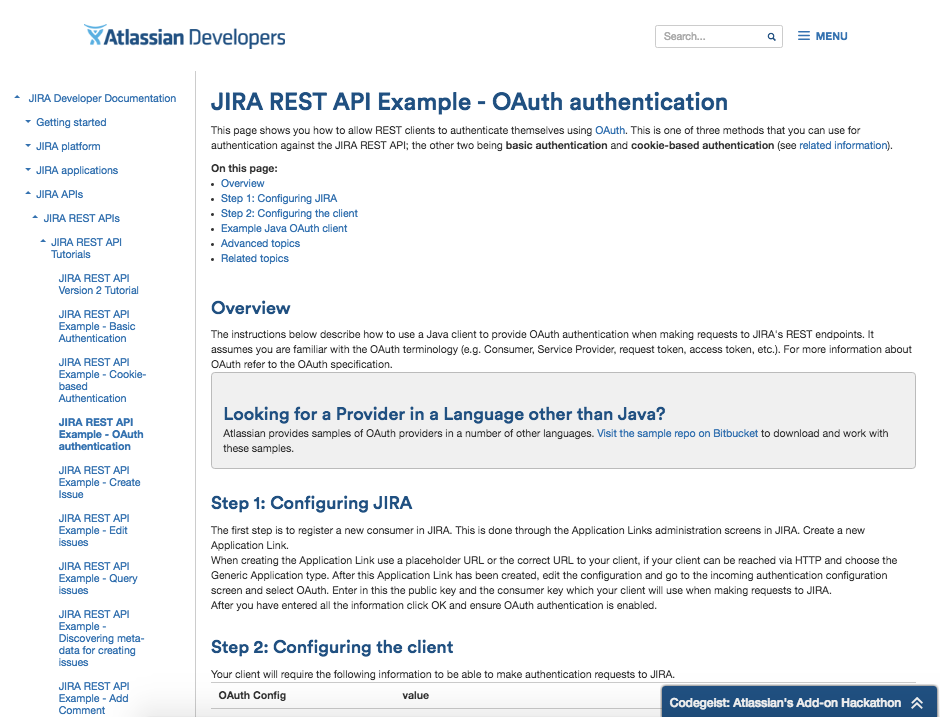 Atlassian Developers
Search...
MENU
JIRA Developer Documentation
Getting started
JIRA platform
JIRA applications
JIRA APIs
JIRA REST APIs
JIRA REST API
Tutorials
JIRA REST API
Version 2 Tutorial
JIRA REST API
Example - Basic
Authentication
JIRA REST API
Example - Cookie-
based
Authentication
JIRA REST API
Example - OAuth
authentication
JIRA REST API
Example - Create
Issue
JIRA REST API
Example - Edit
issues
JIRA REST API
Example - Query
issues
JIRA REST API
Example -
Discovering meta-
data for creating
issues
JIRA REST API
Example - Add
Comment
JIRA REST API Example - OAuth authentication
This page shows you how to allow REST clients to authenticate themselves using OAuth. This is one of three methods that you can use for
authentication against the JIRA REST API; the other two being basic authentication and cookie-based authentication (see related information).
On this page:
• Overview
• Step 1: Configuring JIRA
• Step 2: Configuring the client
• Example Java OAuth client
• Advanced topics
• Related topics
Overview
The instructions below describe how to use a Java client to provide OAuth authentication when making requests to JIRA's REST endpoints. It
assumes you are familiar with the OAuth terminology (e.g. Consumer, Service Provider, request token, access token, etc.). For more information about
OAuth refer to the OAuth specification.
Looking for a Provider in a Language other than Java?
Atlassian provides samples of OAuth providers in a number of other languages. Visit the sample repo on Bitbucket to download and work with
these samples.
Step 1: Configuring JIRA
The first step is to register a new consumer in JIRA. This is done through the Application Links administration screens in JIRA. Create a new
Application Link.
When creating the Application Link use a placeholder URL or the correct URL to your client, if your client can be reached via HTTP and choose the
Generic Application type. After this Application Link has been created, edit the configuration and go to the incoming authentication configuration
screen and select OAuth. Enter in this the public key and the consumer key which your client will use when making requests to JIRA.
After you have entered all the information click OK and ensure OAuth authentication is enabled.
Step 2: Configuring the client
Your client will require the following information to be able to make authentication requests to JIRA.
OAuth Config value
Codegeist: Atlassian's Add-on Hackathon